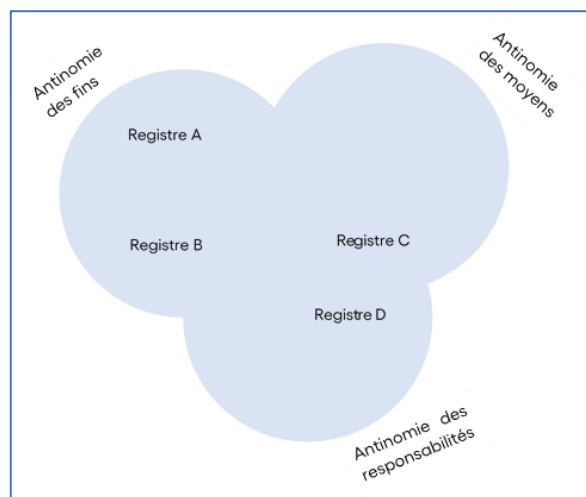 Antinomie
des fins
Antinomie
des moyens
Registre A
Registre B
Registre C
Registre D
Antinomie des
responsabilités